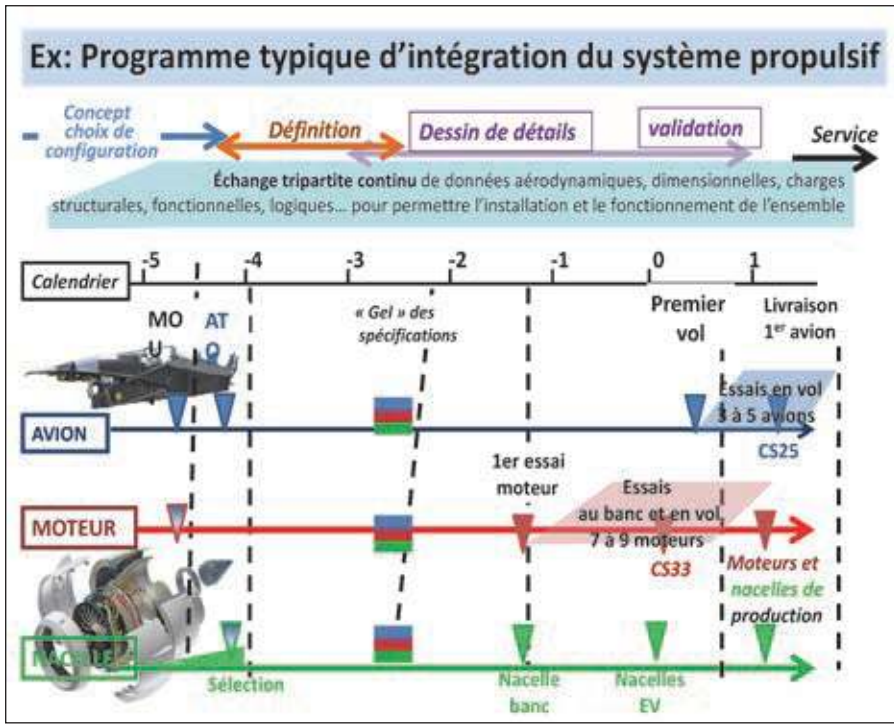 Ex: Programme typique d'intégration du système propulsif
Concept
choix de
configuration
Définition
Dessin de détails
validation
Service
Échange tripartite continu de données aérodynamiques, dimensionnelles, charges
structurales, fonctionnelles, logiques... pour permettre l'installation et le fonctionnement de l'ensemble
Calendrier
-5 -4 -3 -2 -1 0 1
MO
U
AT
O
« Gel » des
spécifications
Premier
vol
Livraison
1er avion
AVION
Essais en vol
3 à 5 avions
CS25
1er essai
moteur
MOTEUR
Essais
au banc et en vol
7 à 9 moteurs
CS33
Moteurs et
nacelles de
production
NACELLE
Sélection
Nacelle
banc
Nacelles
EV